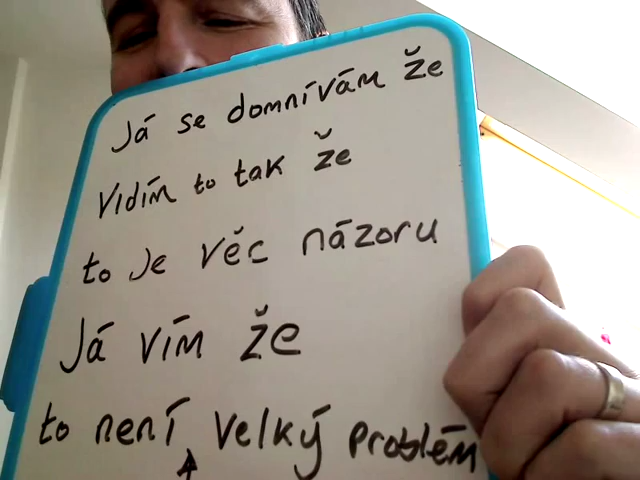 Já se domnívám že
Vidím to tak že
to je věc názoru
Já vím že
to není velký problém